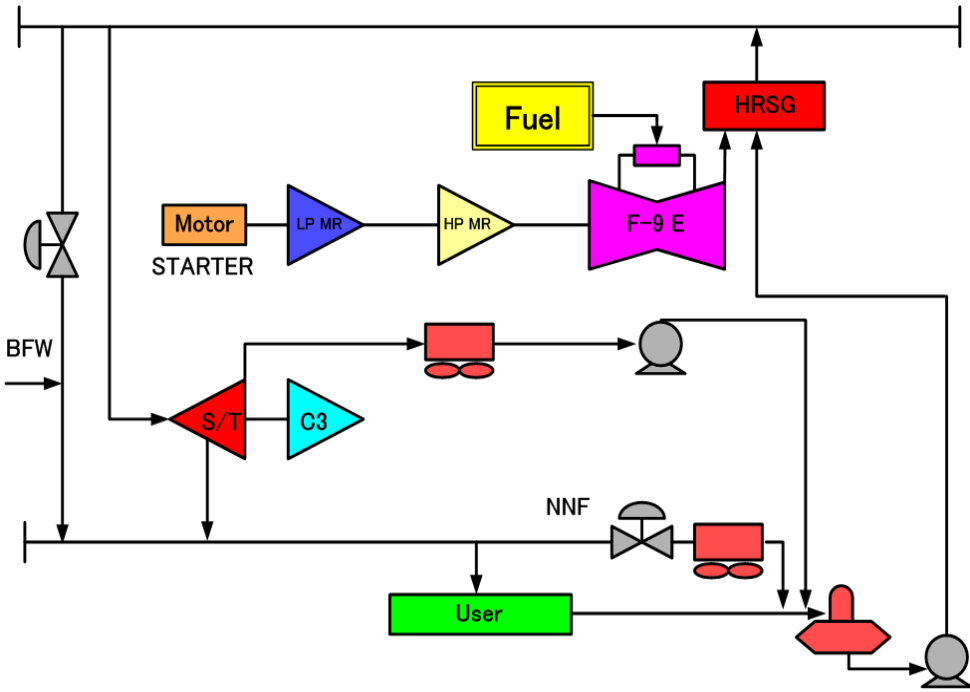 Fuel
HRSG
Motor
LP MR
HP MR
F-9 E
STARTER
BFW
S/T
C3
NNF
User